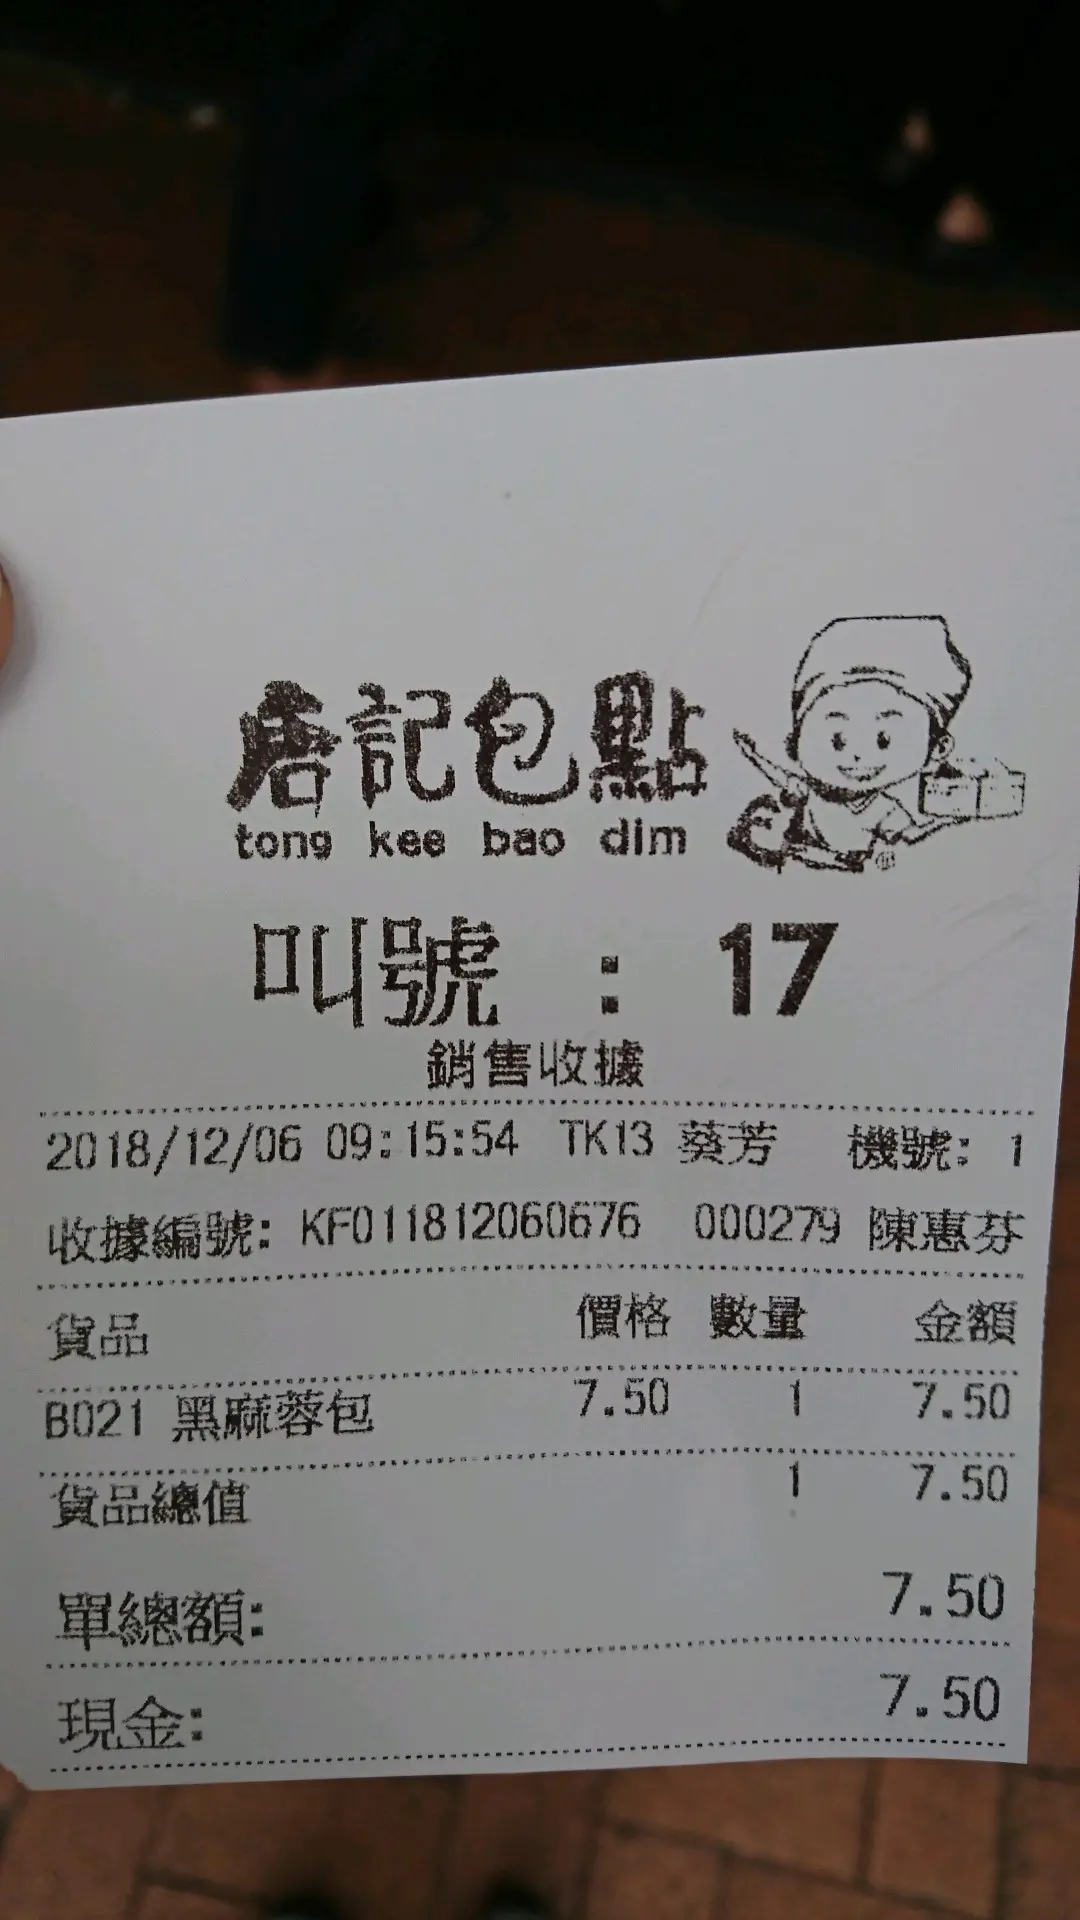 唐記包點
tong kee bao dim
叫號 : 17
銷售收據
2018/12/06 09:15:54 TK13 葵芳 機號: 1
收據編號: KF011812060676 000279 陳惠芬
貨品 價格 數量 金額
B021 黑麻蓉包 7.50 1 7.50
貨品總值 1 7.50
單總額: 7.50
現金: 7.50